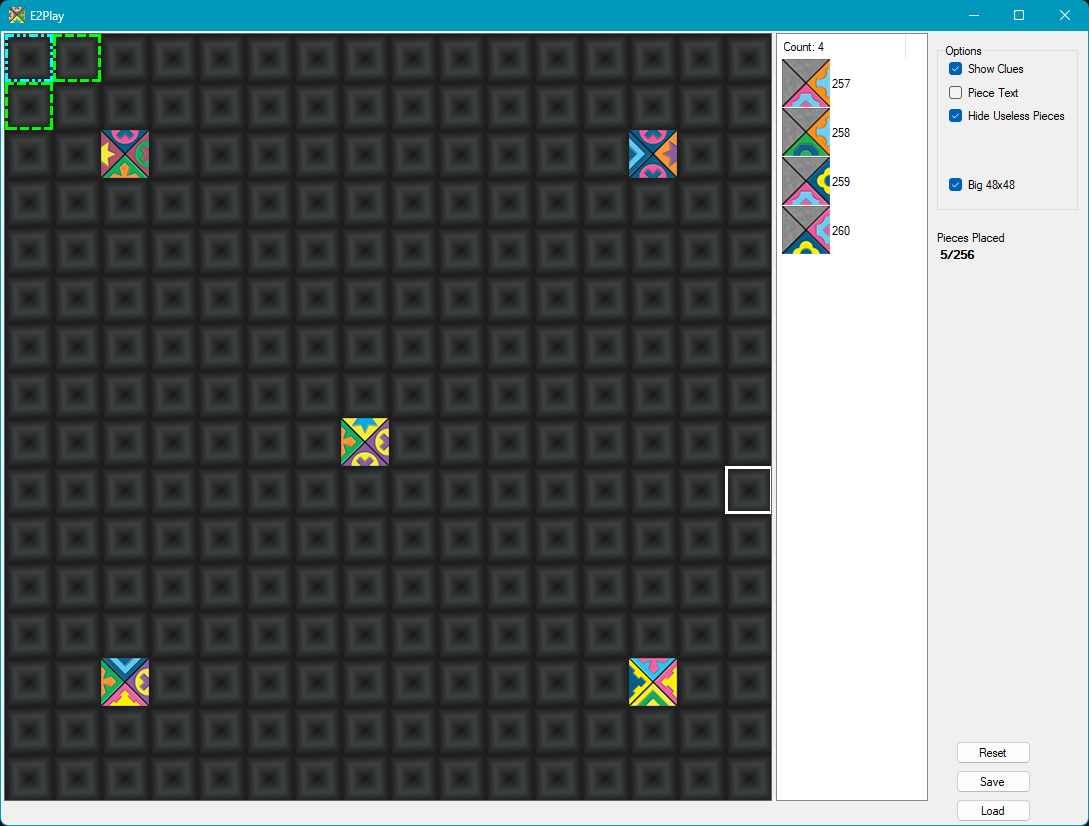 E2Play
Count: 4
257
258
259
260
Options
Show Clues
Piece Text
Hide Useless Pieces
Big 48x48
Pieces Placed
5/256
Reset
Save
Load